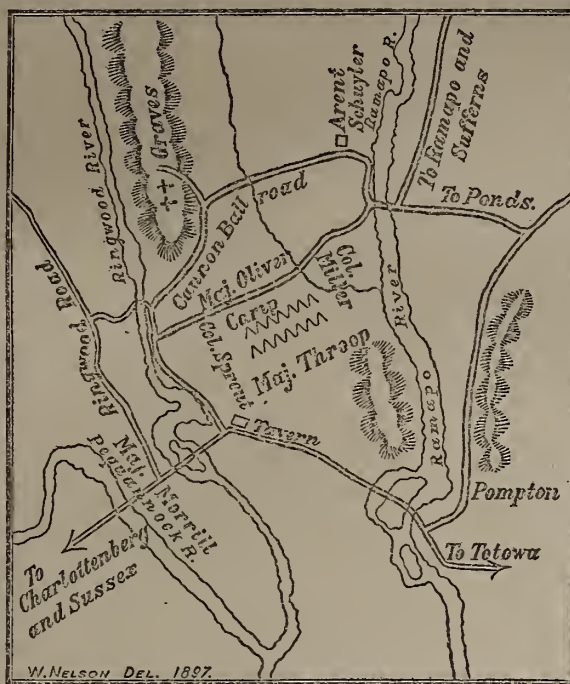 Ringwood River
Graves
Arent
Schuyler
Ramapo R.
To Ramapo and
Sufferns
To Ponds.
Cannon Ball road
Ringwood Road
Maj. Oliver
Col.
Camp
Col. Sproat
Maj. Throop
River
Ramapo
Tavern
Maj.
Morrill
Pequannock R.
Pompton
To Totowa
To
Charlottenberg
and Sussex
W. NELSON DEL. 1897.